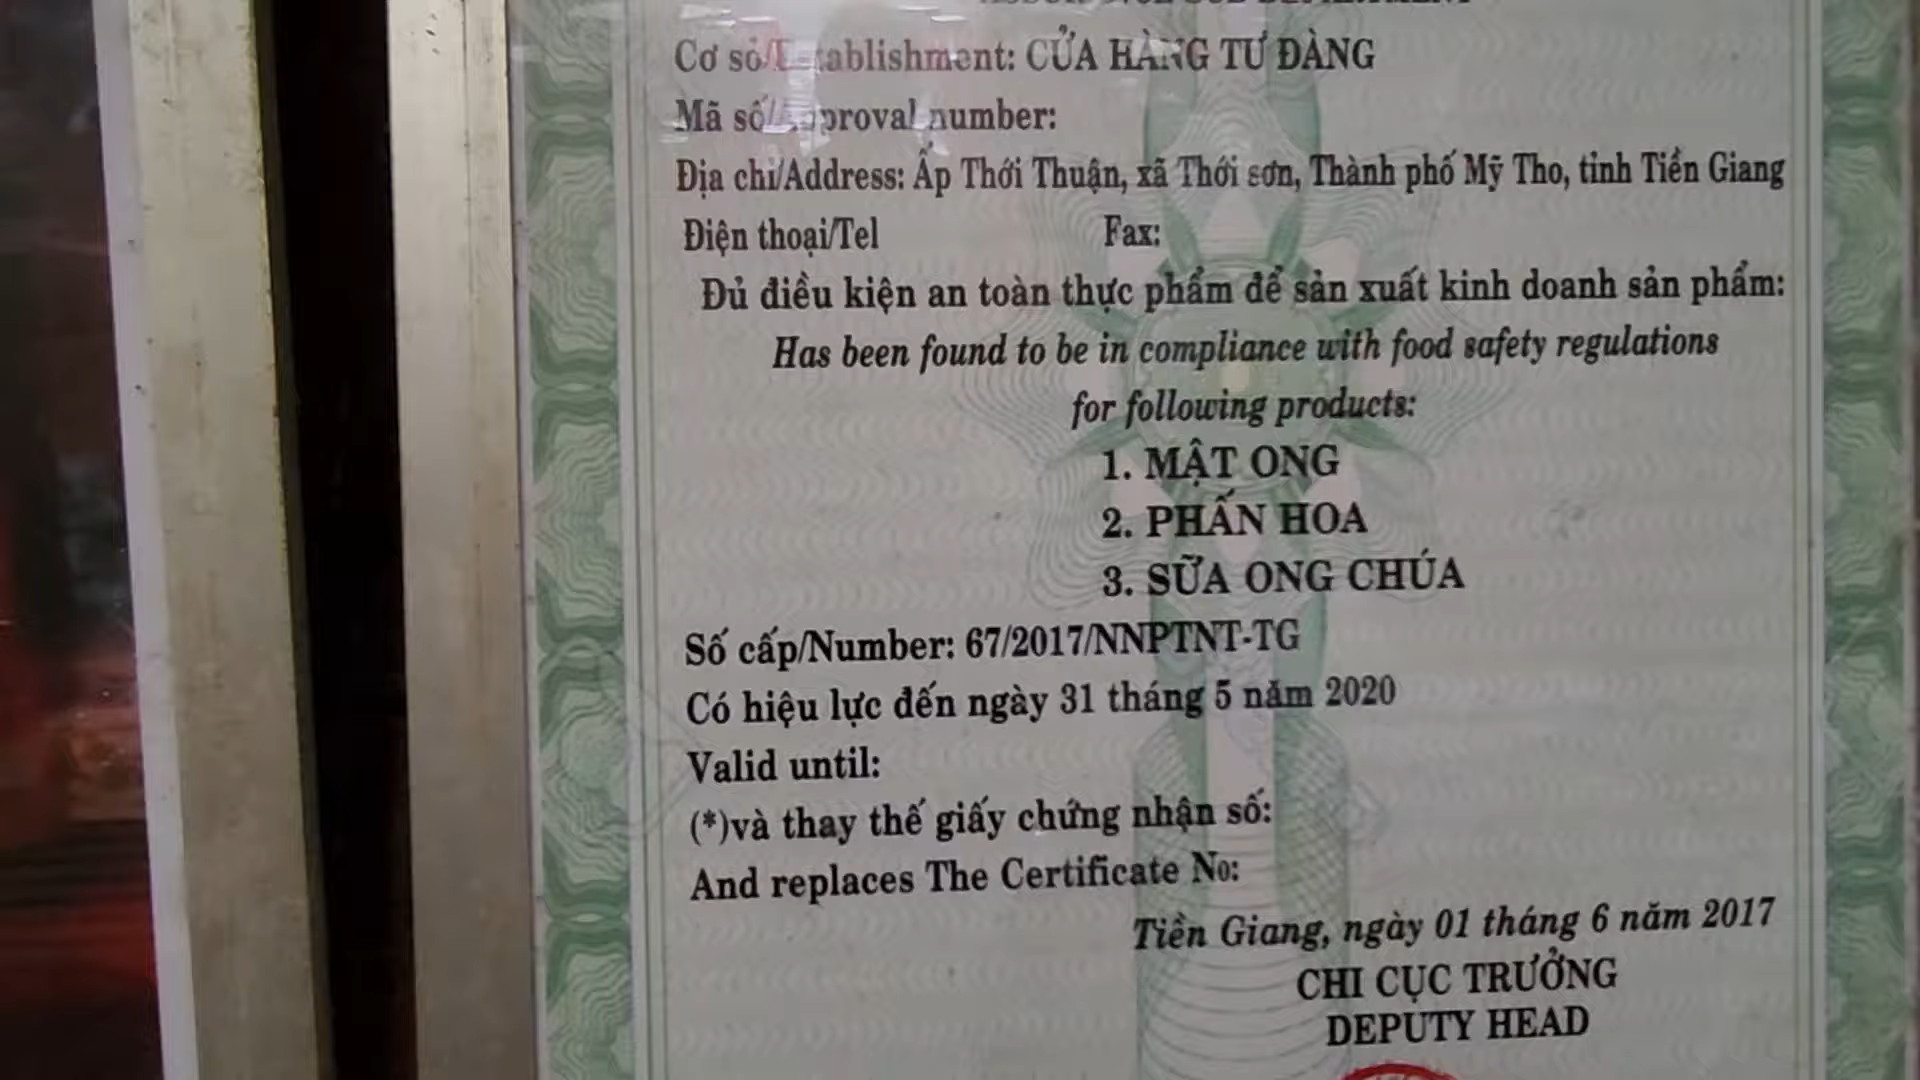 Cơ sở/Establishment: CỬA HÀNG TƯ ĐÀNG
Mã số/Approval number:
Địa chỉ/Address: Ấp Thới Thuận, xã Thới sơn, Thành phố Mỹ Tho, tỉnh Tiền Giang
Điện thoại/Tel Fax:
Đủ điều kiện an toàn thực phẩm để sản xuất kinh doanh sản phẩm:
Has been found to be in compliance with food safety regulations
for following products:
1. MẬT ONG
2. PHẤN HOA
3. SỮA ONG CHÚA
Số cấp/Number: 67/2017/NNPTNT-TG
Có hiệu lực đến ngày 31 tháng 5 năm 2020
Valid until:
(*)và thay thế giấy chứng nhận số:
And replaces The Certificate No:
Tiền Giang, ngày 01 tháng 6 năm 2017
CHI CỤC TRƯỞNG
DEPUTY HEAD